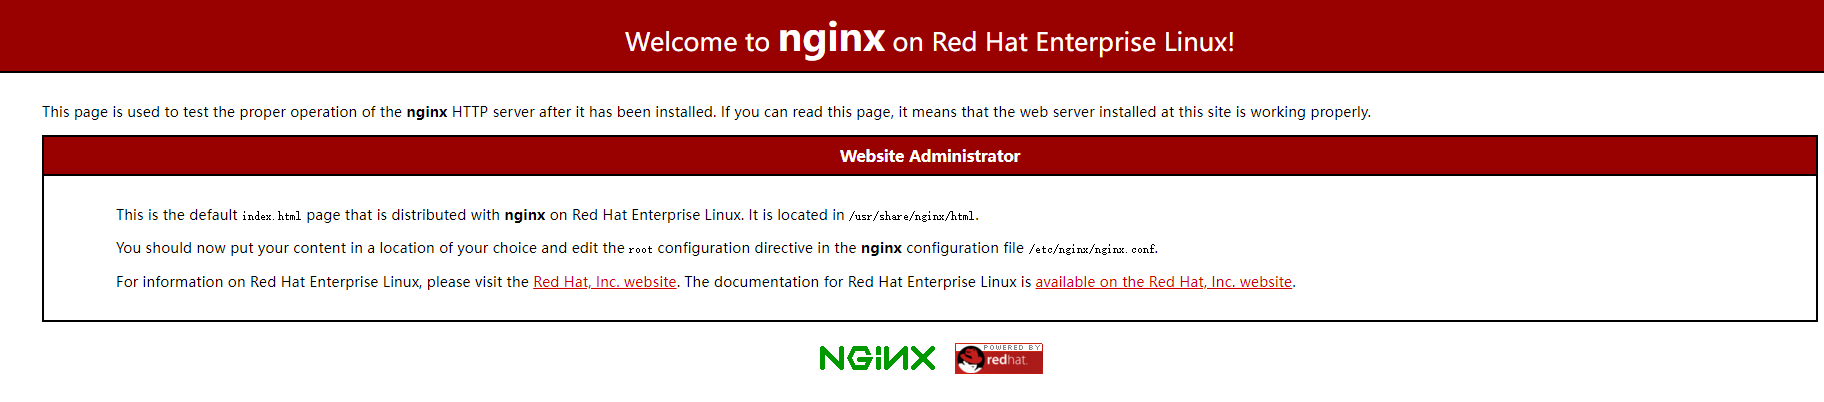 Welcome to nginx on Red Hat Enterprise Linux!
This page is used to test the proper operation of the nginx HTTP server after it has been installed. If you can read this page, it means that the web server installed at this site is working properly.
Website Administrator
This is the default index.html page that is distributed with nginx on Red Hat Enterprise Linux. It is located in /usr/share/nginx/html.
You should now put your content in a location of your choice and edit the root configuration directive in the nginx configuration file /etc/nginx/nginx.conf.
For information on Red Hat Enterprise Linux, please visit the Red Hat, Inc. website. The documentation for Red Hat Enterprise Linux is available on the Red Hat, Inc. website.
NGiNX
POWERED BY
redhat.